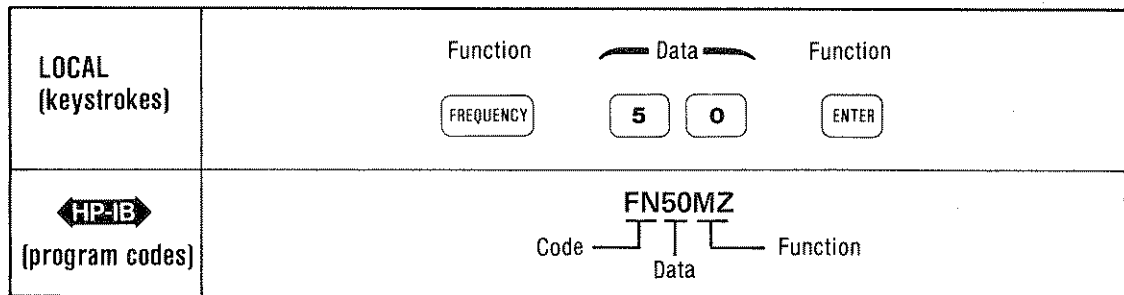 LOCAL
(keystrokes)
Function Data Function
FREQUENCY 5 0 ENTER
HP-IB
(program codes)
FN50MZ
Code Function
Data